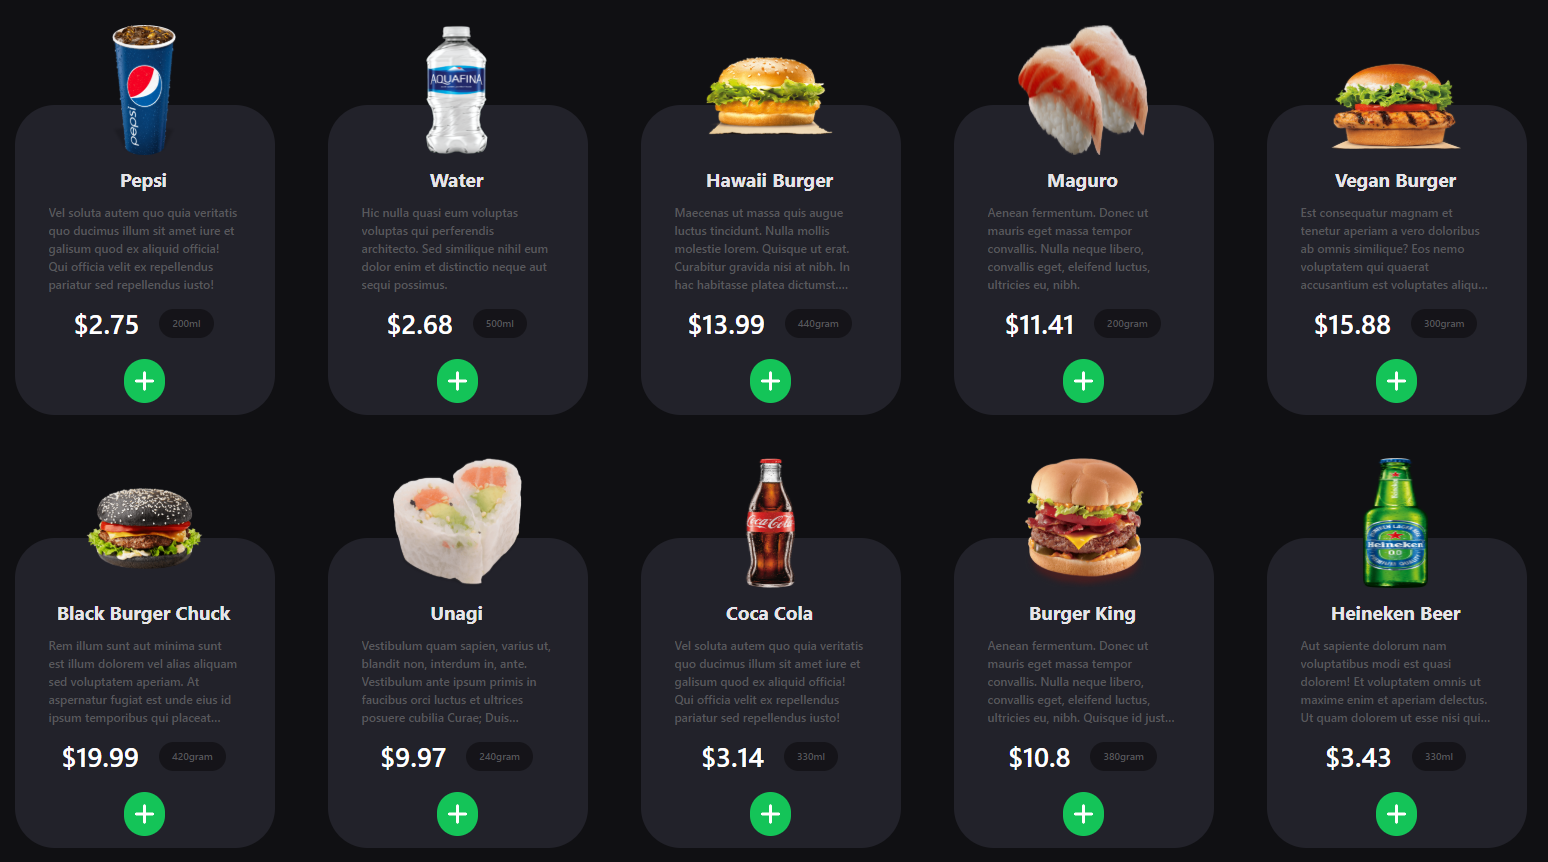 pepsi
AQUAFINA
Pepsi
Vel soluta autem quo quia veritatis
quo ducimus illum sit amet iure et
galisum quod ex aliquid officia!
Qui officia velit ex repellendus
pariatur sed repellendus iusto!
$2.75 200ml
Water
Hic nulla quasi eum voluptas
voluptas qui perferendis
architecto. Sed similique nihil eum
dolor enim et distinctio neque aut
sequi possimus.
$2.68 500ml
Hawaii Burger
Maecenas ut massa quis augue
luctus tincidunt. Nulla mollis
molestie lorem. Quisque ut erat.
Curabitur gravida nisi at nibh. In
hac habitasse platea dictumst....
$13.99 440gram
Maguro
Aenean fermentum. Donec ut
mauris eget massa tempor
convallis. Nulla neque libero,
convallis eget, eleifend luctus,
ultricies eu, nibh.
$11.41 200gram
Vegan Burger
Est consequatur magnam et
tenetur aperiam a vero doloribus
ab omnis similique? Eos nemo
voluptatem qui quaerat
accusantium est voluptates aliqu...
$15.88 300gram
Black Burger Chuck
Rem illum sunt aut minima sunt
est illum dolorem vel alias aliquam
sed voluptatem aperiam. At
aspernatur fugiat est unde eius id
ipsum temporibus qui placeat...
$19.99 420gram
Unagi
Vestibulum quam sapien, varius ut,
blandit non, interdum in, ante.
Vestibulum ante ipsum primis in
faucibus orci luctus et ultrices
posuere cubilia Curae; Duis...
$9.97 240gram
Coca-Cola
Coca Cola
Vel soluta autem quo quia veritatis
quo ducimus illum sit amet iure et
galisum quod ex aliquid officia!
Qui officia velit ex repellendus
pariatur sed repellendus iusto!
$3.14 330ml
Burger King
Aenean fermentum. Donec ut
mauris eget massa tempor
convallis. Nulla neque libero,
convallis eget, eleifend luctus,
ultricies eu, nibh. Quisque id just...
$10.8 380gram
Heineken
0.0
Heineken Beer
Aut sapiente dolorum nam
voluptatibus modi est quasi
dolorem! Et voluptatem omnis ut
maxime enim et aperiam delectus.
Ut quam dolorem ut esse nisi qui...
$3.43 330ml